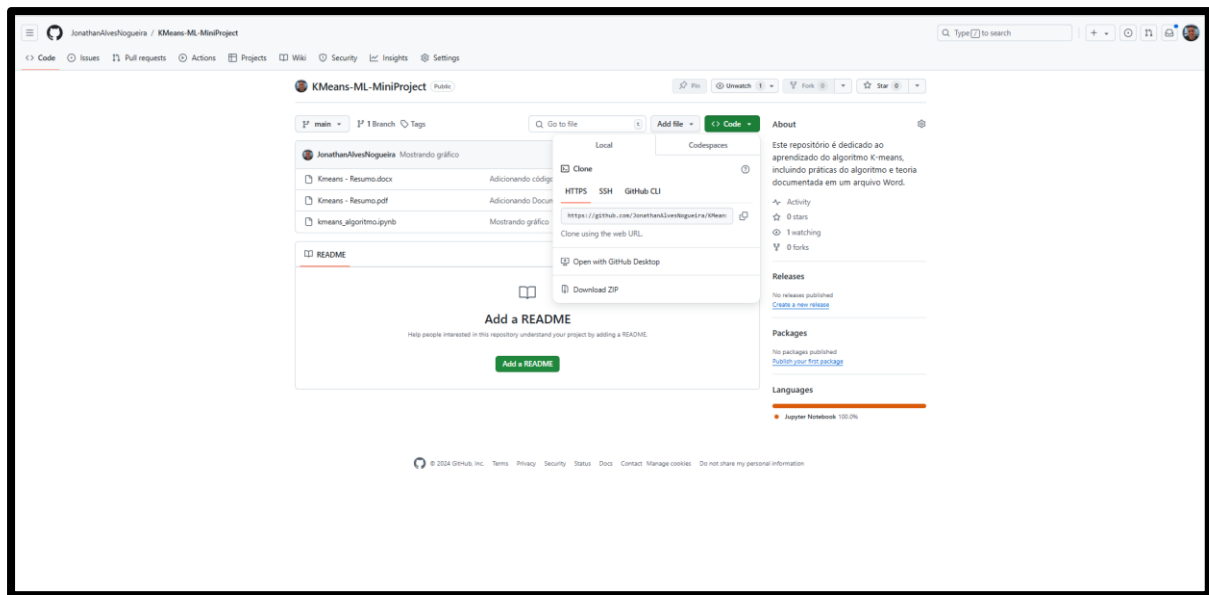 JonathanAlvesNogueira / KMeans-ML-MiniProject
Type / to search
Code Issues Pull requests Actions Projects Wiki Security Insights Settings
KMeans-ML-MiniProject Public
Pin Unwatch 1 Fork 0 Star 0
main 1 Branch Tags
Go to file t
Add file
<> Code
JonathanAlvesNogueira Mostrando gráfico
Kmeans - Resumo.docx Adicionando códig
Kmeans - Resumo.pdf Adicionando Docun
kmeans_algoritmo.ipynb Mostrando gráfico
Local Codespaces
Clone
HTTPS SSH GitHub CLI
https://github.com/JonathanAlvesNogueira/KMean
Clone using the web URL.
Open with GitHub Desktop
Download ZIP
README
Add a README
Help people interested in this repository understand your project by adding a README.
Add a README
About
Este repositório é dedicado ao
aprendizado do algoritmo K-means,
incluindo práticas do algoritmo e teoria
documentada em um arquivo Word.
Activity
0 stars
1 watching
0 forks
Releases
No releases published
Create a new release
Packages
No packages published
Publish your first package
Languages
Jupyter Notebook 100.0%
© 2024 GitHub, Inc. Terms Privacy Security Status Docs Contact Manage cookies Do not share my personal information